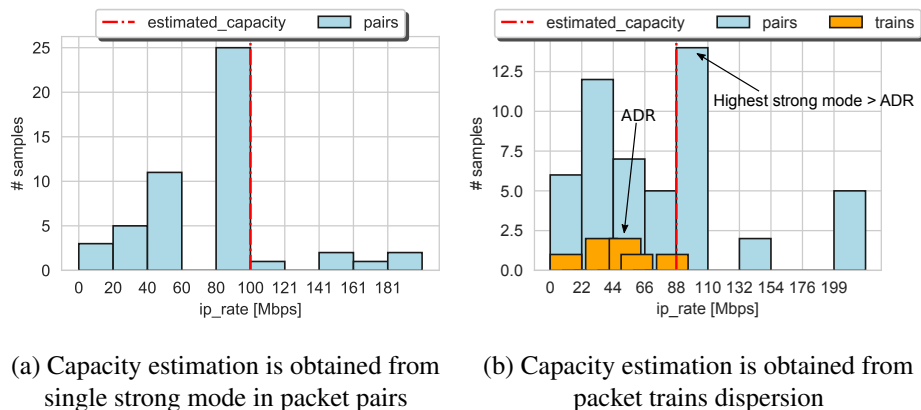 estimated_capacity pairs
25
20
15
10
5
0
# samples
0 20 40 60 80 100 121 141 161 181
ip_rate [Mbps]
(a) Capacity estimation is obtained from
single strong mode in packet pairs
estimated_capacity pairs trains
12.5
10.0
7.5
5.0
2.5
0.0
# samples
Highest strong mode > ADR
ADR
0 22 44 66 88 110 132 154 176 199
ip_rate [Mbps]
(b) Capacity estimation is obtained from
packet trains dispersion